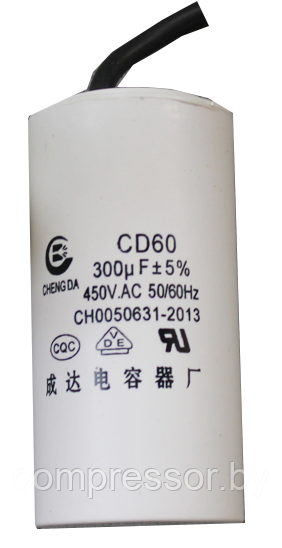 CD60
300μF±5%
450V.AC 50/60Hz
CH0050631-2013
CHENG DA
CQC
VDE
成达电容器厂
compressor.by